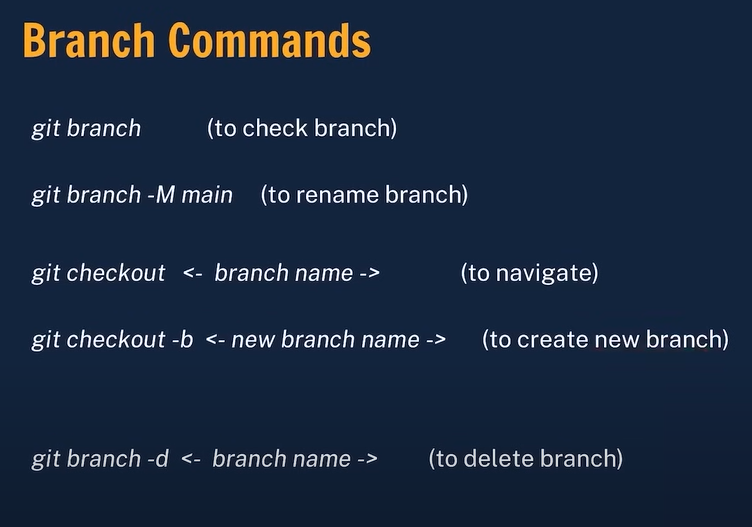 Branch Commands
git branch (to check branch)
git branch -M main (to rename branch)
git checkout <- branch name -> (to navigate)
git checkout -b <- new branch name -> (to create new branch)
git branch -d <- branch name -> (to delete branch)